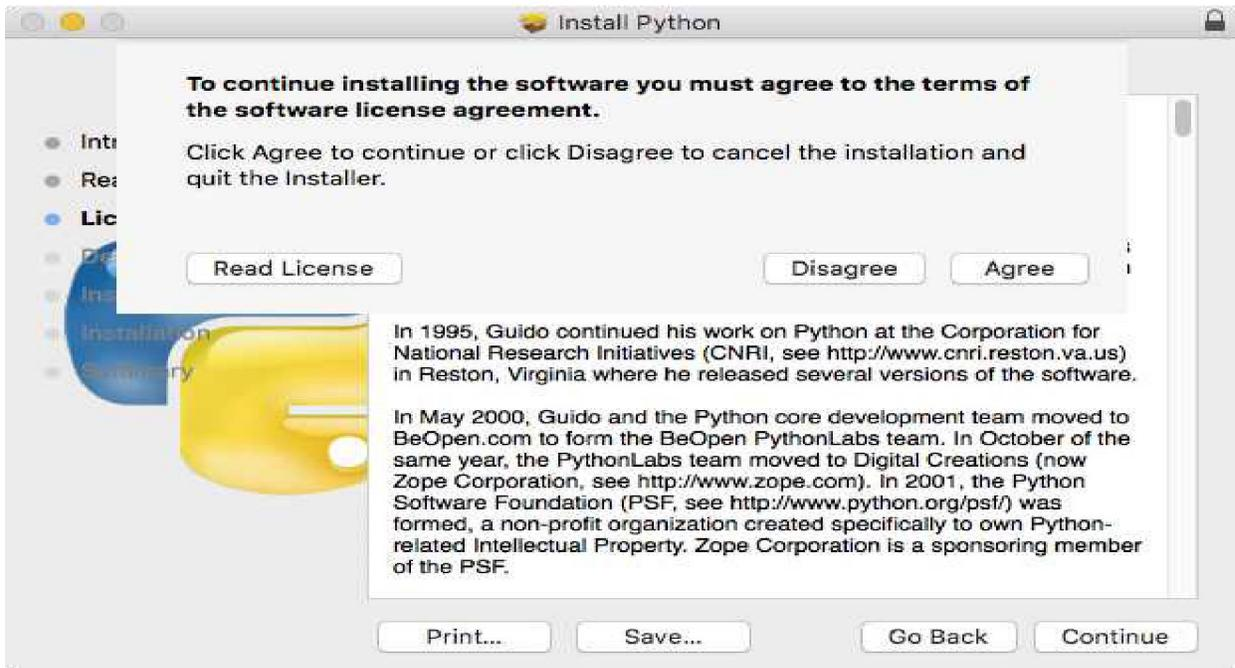 Install Python
To continue installing the software you must agree to the terms of
the software license agreement.
Click Agree to continue or click Disagree to cancel the installation and
quit the Installer.
Read License
Disagree
Agree
Lic
Installation
Summary
In 1995, Guido continued his work on Python at the Corporation for
National Research Initiatives (CNRI, see http://www.cnri.reston.va.us)
in Reston, Virginia where he released several versions of the software.
In May 2000, Guido and the Python core development team moved to
BeOpen.com to form the BeOpen PythonLabs team. In October of the
same year, the PythonLabs team moved to Digital Creations (now
Zope Corporation, see http://www.zope.com). In 2001, the Python
Software Foundation (PSF, see http://www.python.org/psf/) was
formed, a non-profit organization created specifically to own Python-
related Intellectual Property. Zope Corporation is a sponsoring member
of the PSF.
Print...
Save...
Go Back
Continue